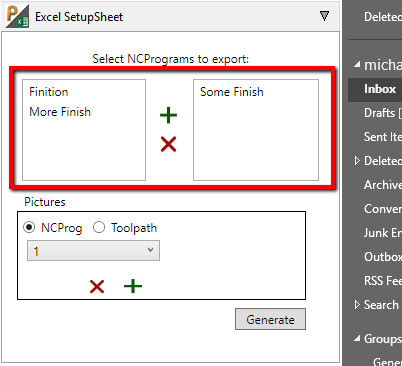 Excel SetupSheet
Select NCPrograms to export:
Finition
More Finish
Some Finish
Pictures
NCProg
Toolpath
1
Generate
Deleted
micha
Inbox
Drafts [
Sent Ite
Deleted
Archive
Conver
Junk En
Outbox
RSS Fee
Search
Groups
Gener